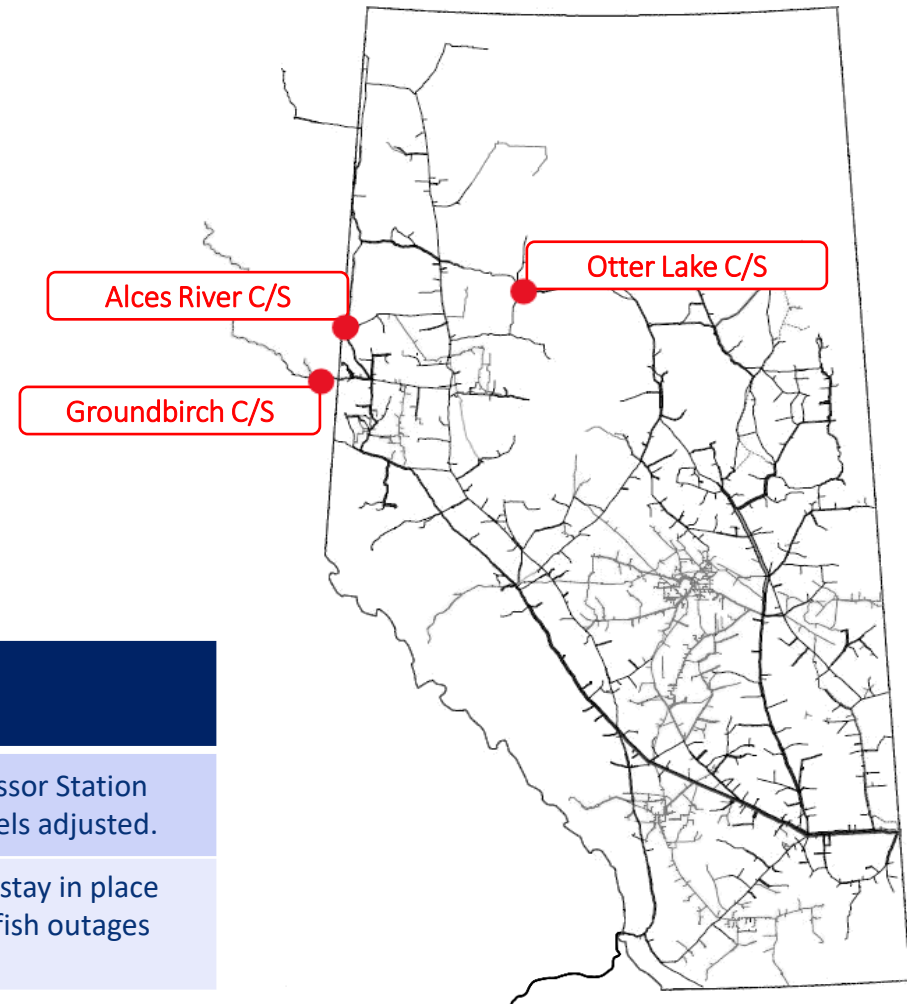 Otter Lake C/S
Alces River C/S
Groundbirch C/S
ssor Station
els adjusted.
stay in place
fish outages